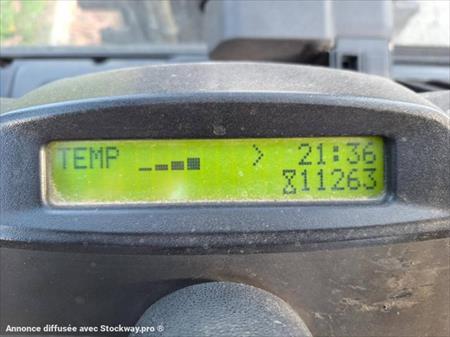 TEMP > 21:36
11263
Annonce diffusée avec Stockway.pro ®